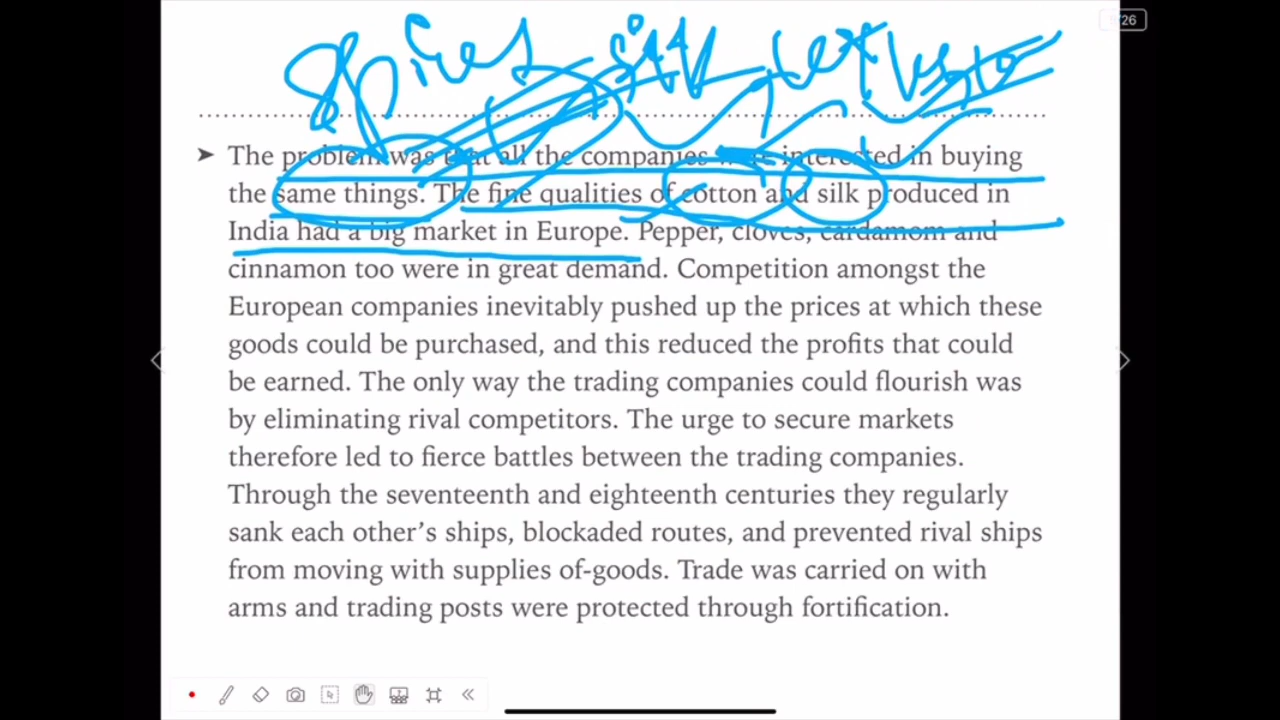 /26
spices silk textiles
➤ The problem was that all the companies were interested in buying
the same things. The fine qualities of cotton and silk produced in
India had a big market in Europe. Pepper, cloves, cardamom and
cinnamon too were in great demand. Competition amongst the
European companies inevitably pushed up the prices at which these
goods could be purchased, and this reduced the profits that could
be earned. The only way the trading companies could flourish was
by eliminating rival competitors. The urge to secure markets
therefore led to fierce battles between the trading companies.
Through the seventeenth and eighteenth centuries they regularly
sank each other’s ships, blockaded routes, and prevented rival ships
from moving with supplies of-goods. Trade was carried on with
arms and trading posts were protected through fortification.